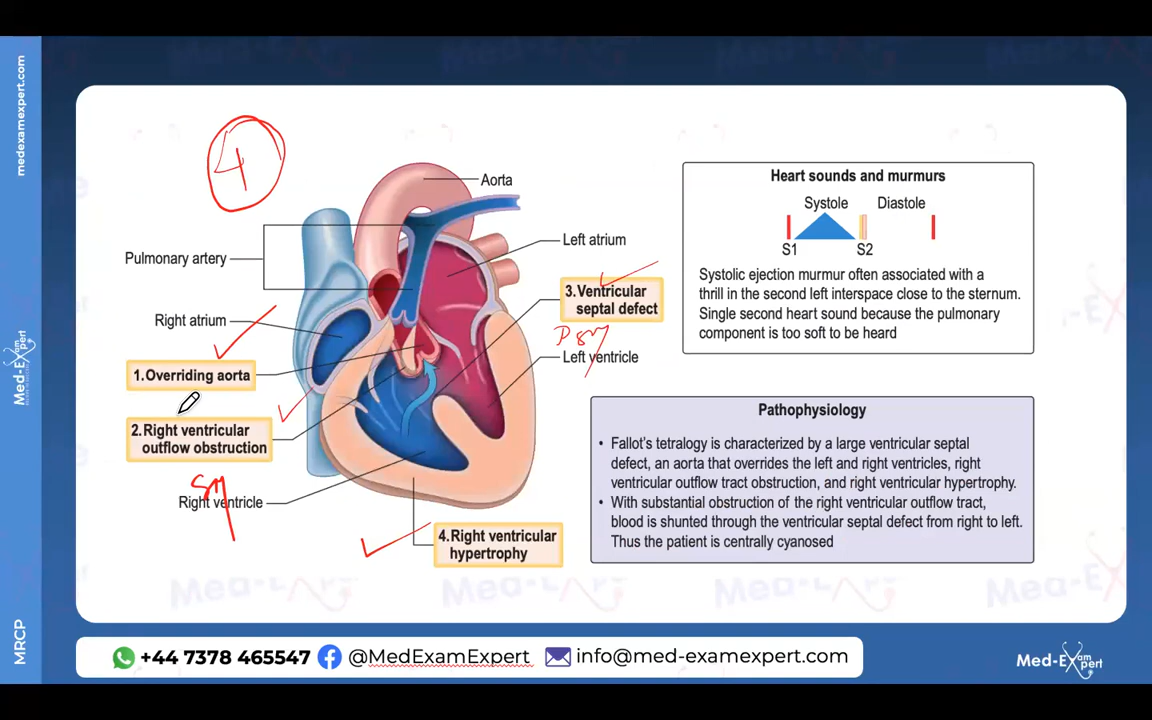 medexamexpert.com
Med-Exam Expert
MRCP
4
Aorta
Pulmonary artery
Left atrium
Right atrium
3.Ventricular
septal defect
PSM
Left ventricle
1.Overriding aorta
2.Right ventricular
outflow obstruction
SM
Right ventricle
4.Right ventricular
hypertrophy
Heart sounds and murmurs
Systole Diastole
S1 S2
Systolic ejection murmur often associated with a
thrill in the second left interspace close to the sternum.
Single second heart sound because the pulmonary
component is too soft to be heard
Pathophysiology
• Fallot's tetralogy is characterized by a large ventricular septal
defect, an aorta that overrides the left and right ventricles, right
ventricular outflow tract obstruction, and right ventricular hypertrophy.
• With substantial obstruction of the right ventricular outflow tract,
blood is shunted through the ventricular septal defect from right to left.
Thus the patient is centrally cyanosed
+44 7378 465547 @MedExamExpert info@med-examexpert.com
Med-Exam Expert